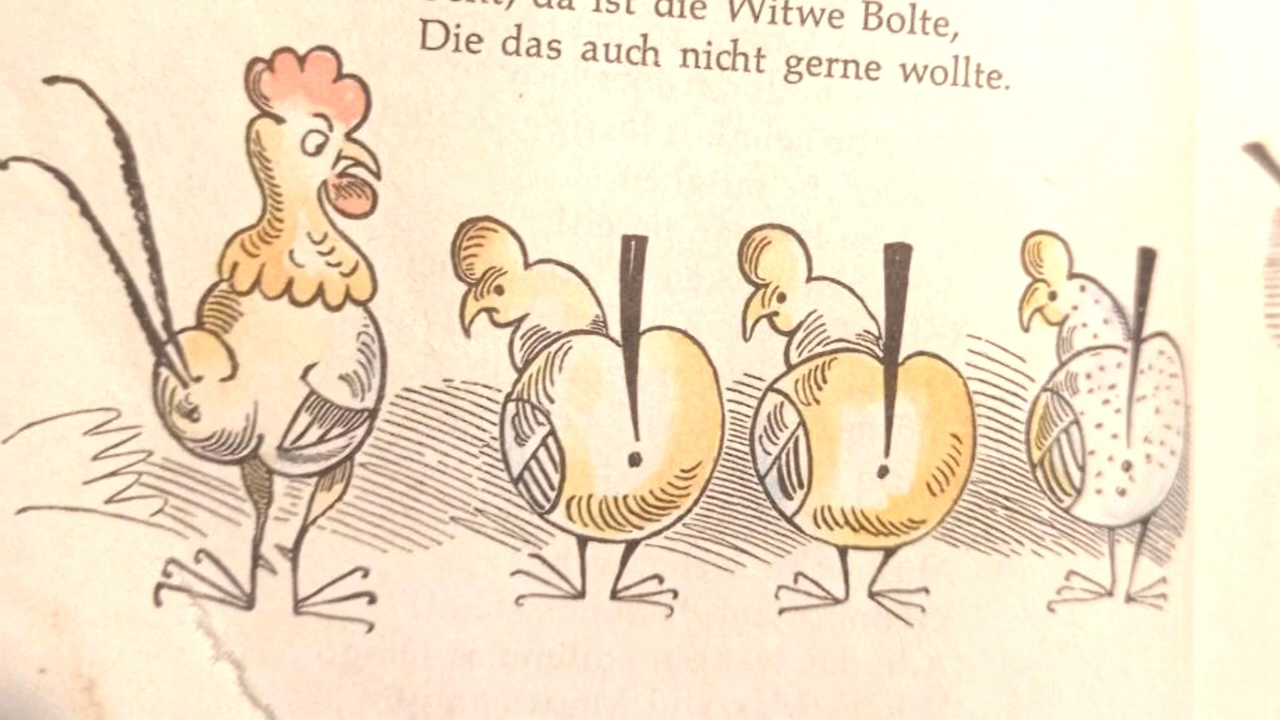 da ist die Witwe Bolte,
Die das auch nicht gerne wollte.